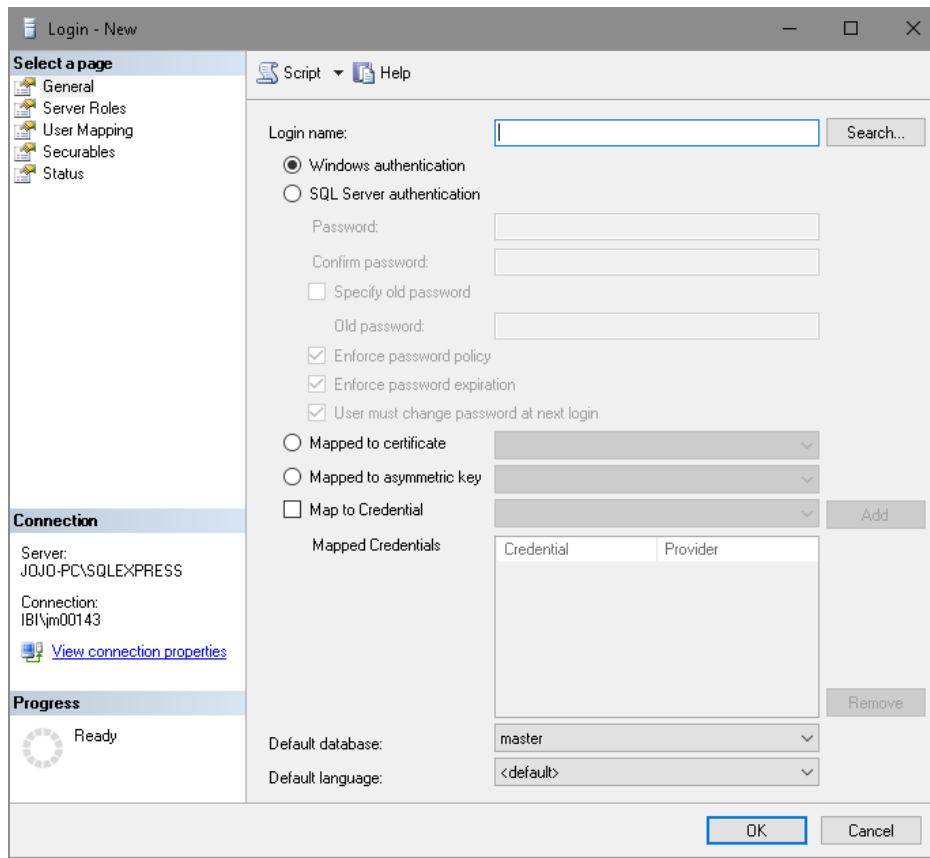 Login - New
Select a page
General
Server Roles
User Mapping
Securables
Status
Script
Help
Login name:
Search...
Windows authentication
SQL Server authentication
Password:
Confirm password:
Specify old password
Old password:
Enforce password policy
Enforce password expiration
User must change password at next login
Mapped to certificate
Mapped to asymmetric key
Map to Credential
Add
Mapped Credentials
Credential Provider
Remove
Default database: master
Default language: <default>
Connection
Server:
JOJO-PC\SQLEXPRESS
Connection:
IBI\jm00143
View connection properties
Progress
Ready
OK
Cancel